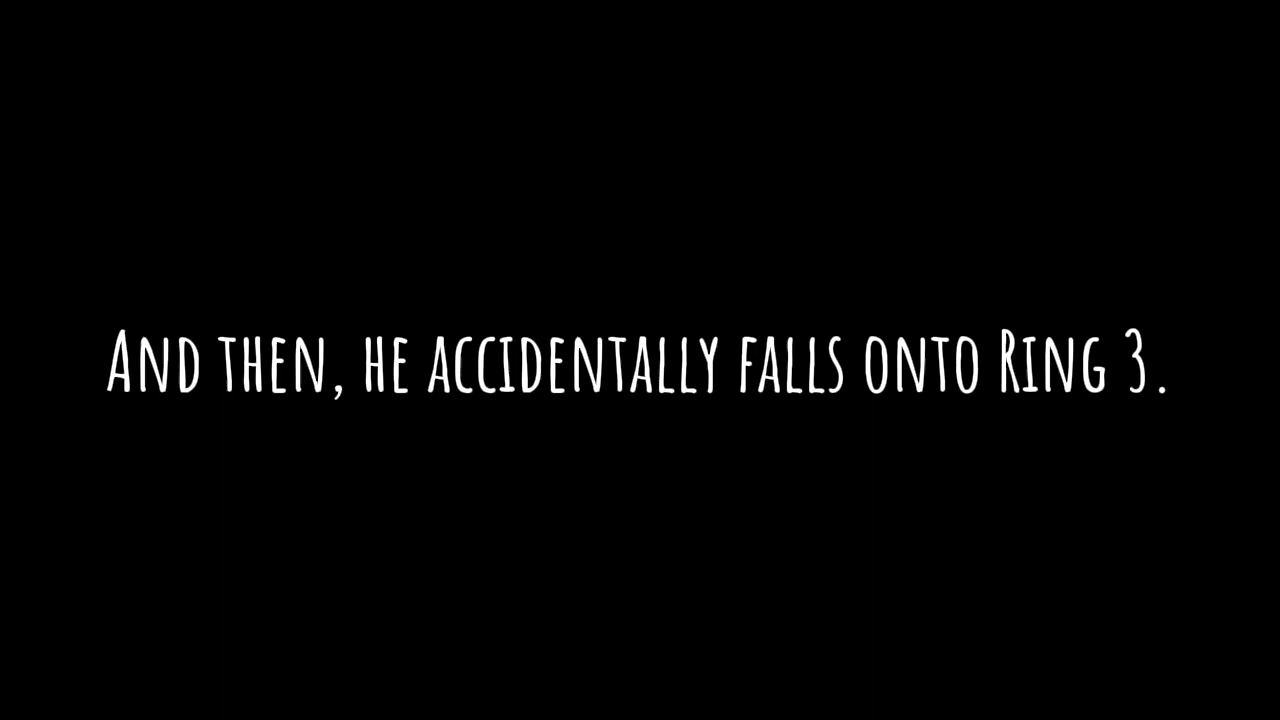 And then, he accidentally falls onto Ring 3.